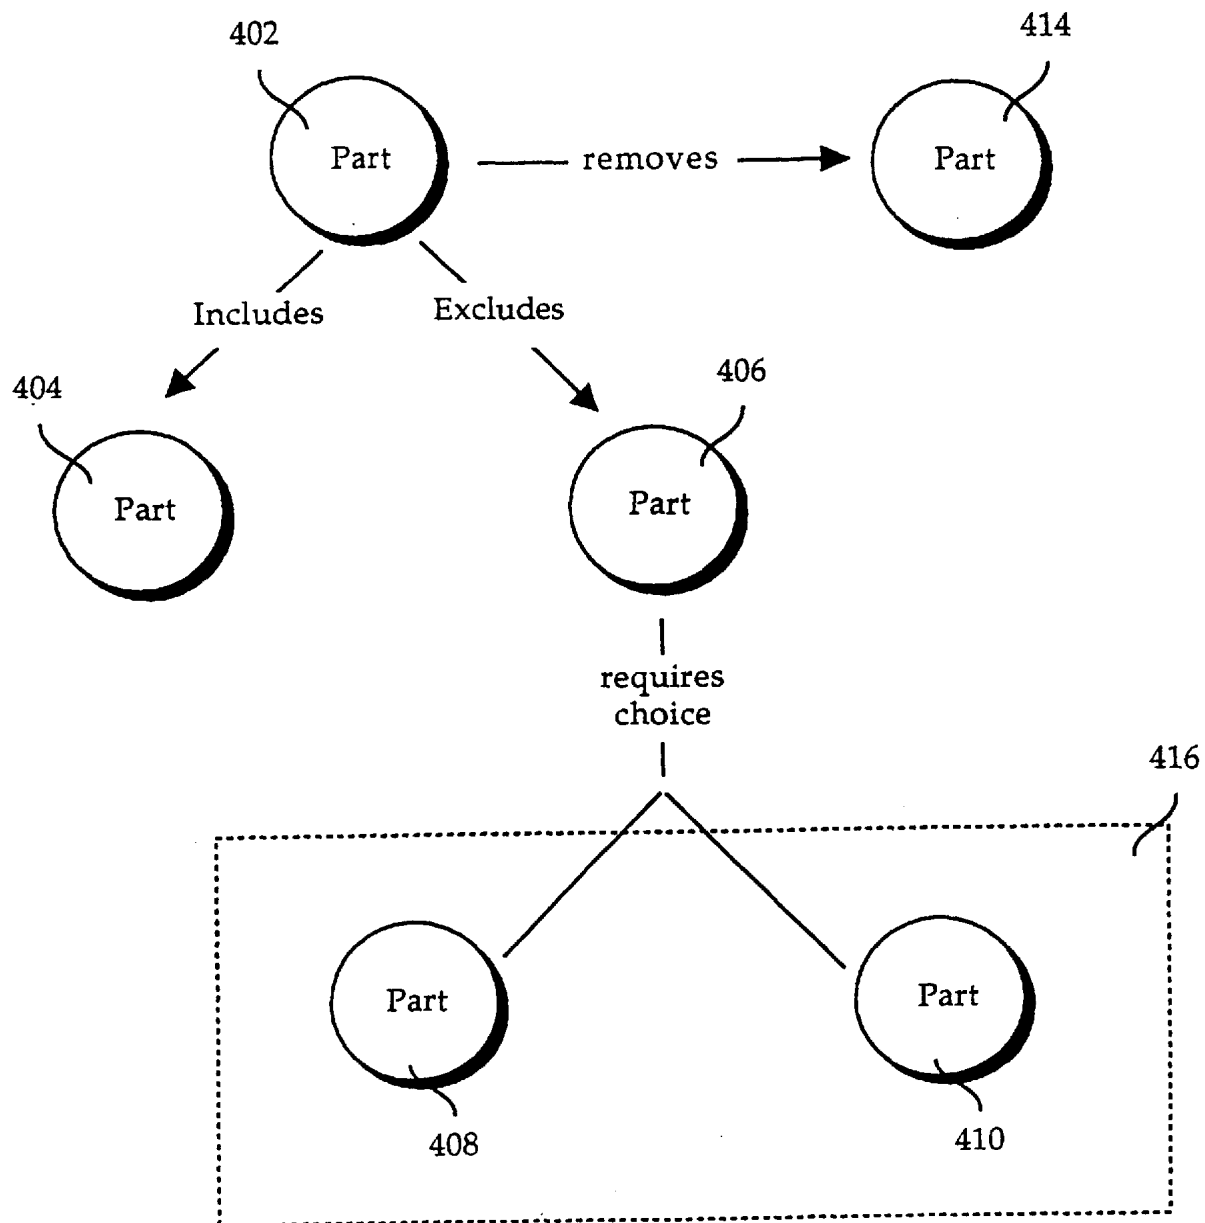 402
414
Part
removes
Part
Includes
Excludes
404
406
Part
Part
requires
choice
416
Part
Part
408
410